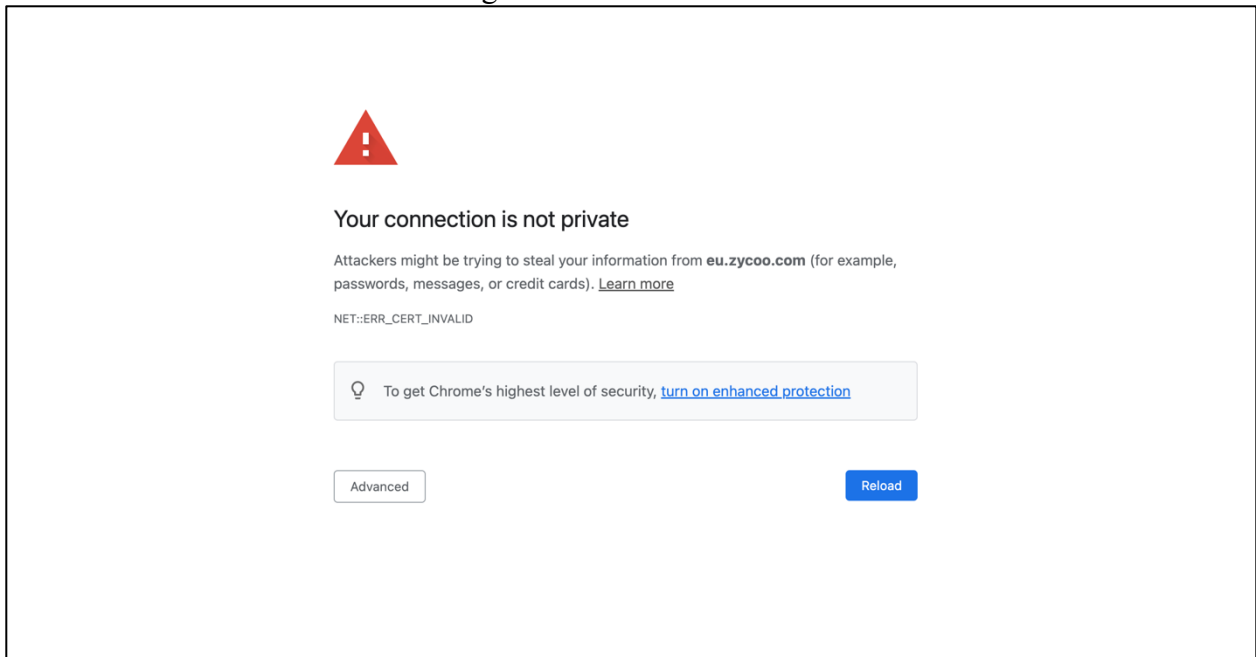 Your connection is not private
Attackers might be trying to steal your information from eu.zycoo.com (for example,
passwords, messages, or credit cards). Learn more
NET::ERR_CERT_INVALID
To get Chrome's highest level of security, turn on enhanced protection
Advanced
Reload